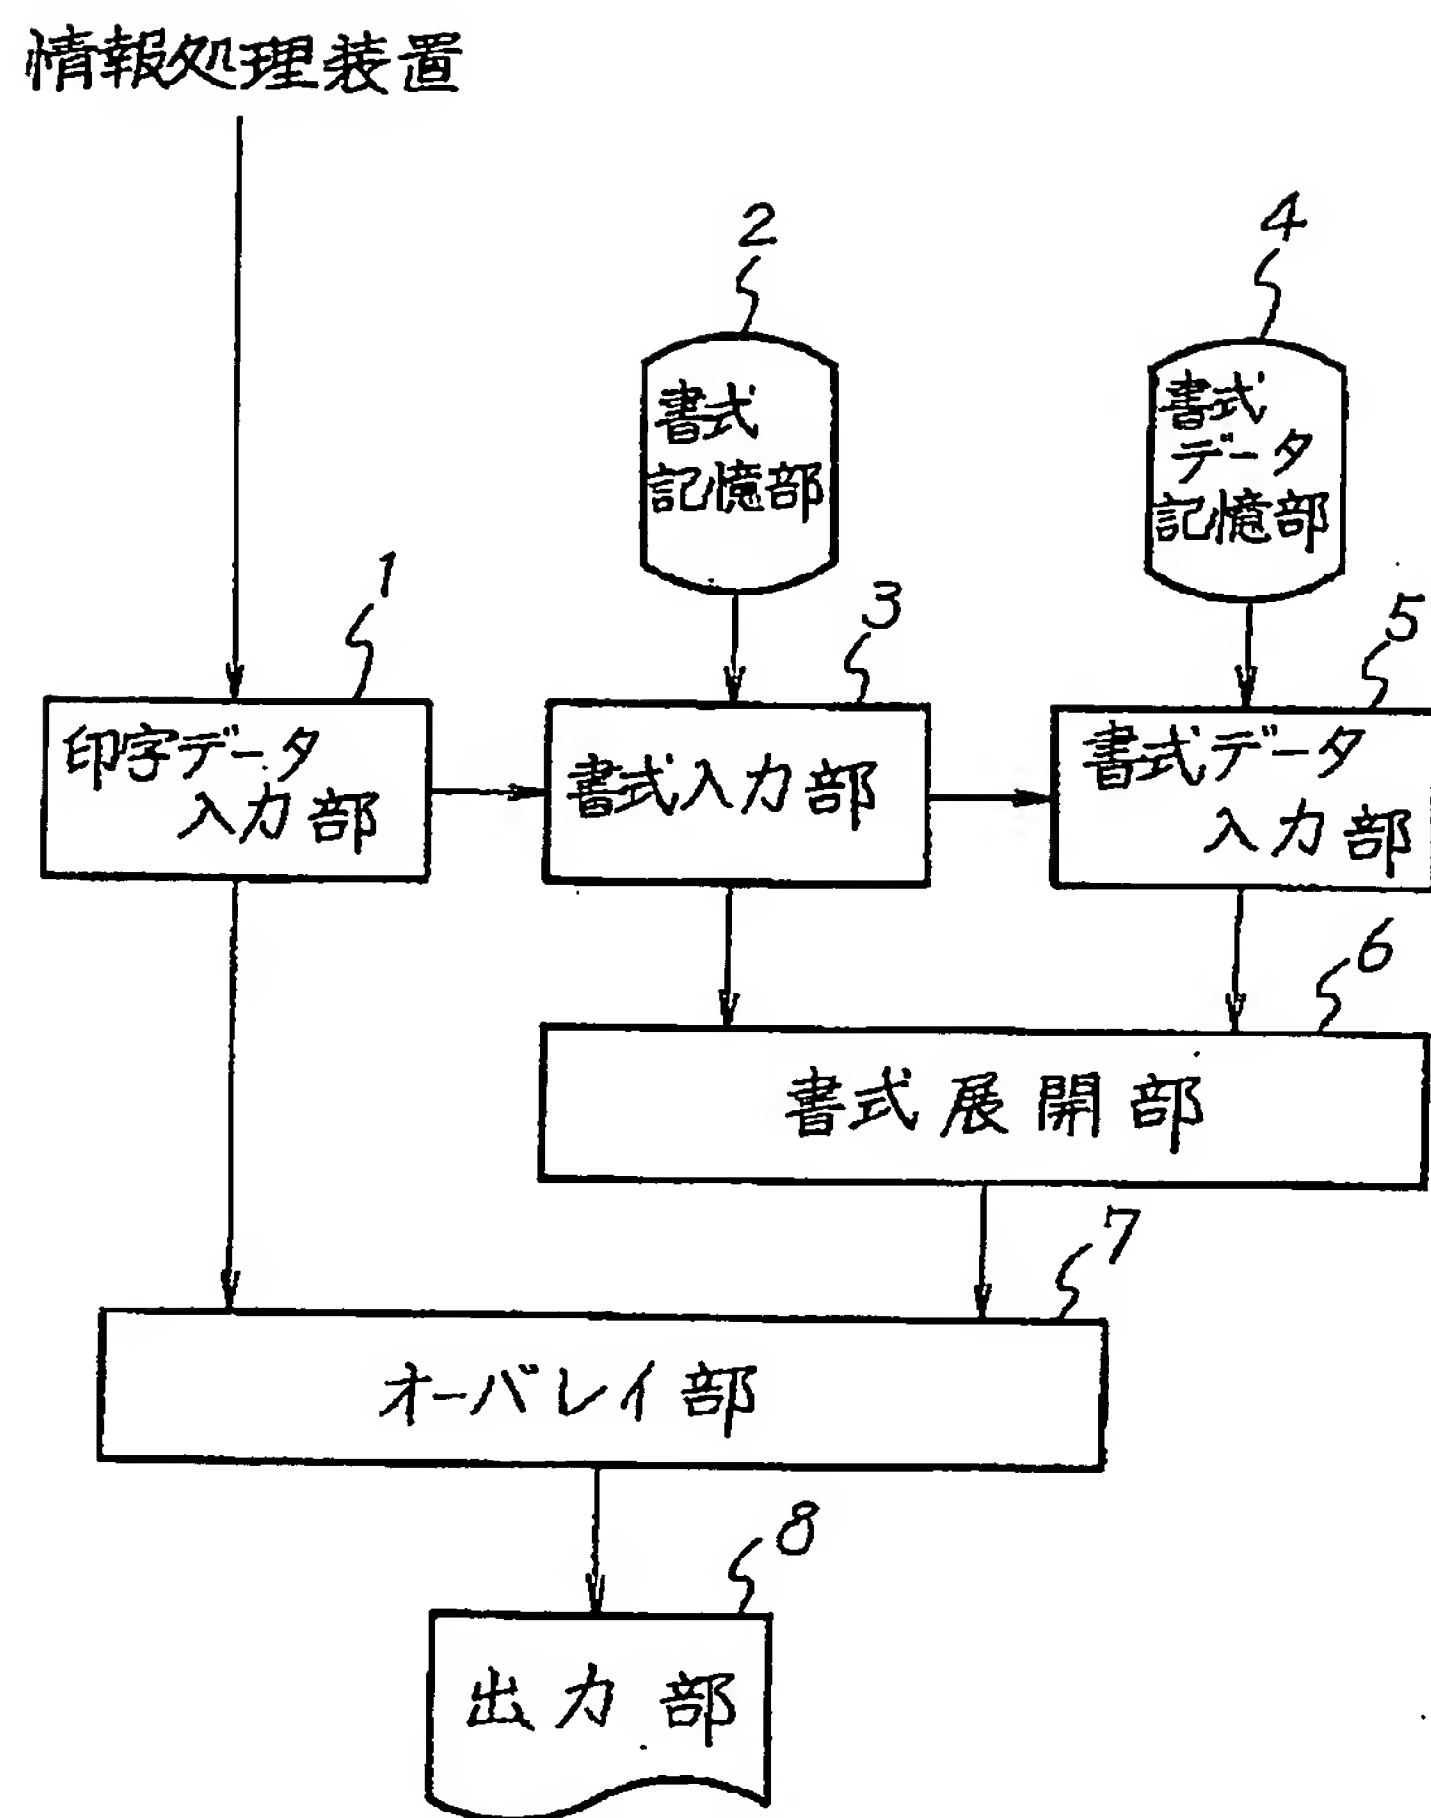 情報処理装置
2
4
書式
記憶部
書式
データ
記憶部
1
3
5
印字データ
入力部
書式入力部
書式データ
入力部
6
書式展開部
7
オーバレイ部
8
出力部